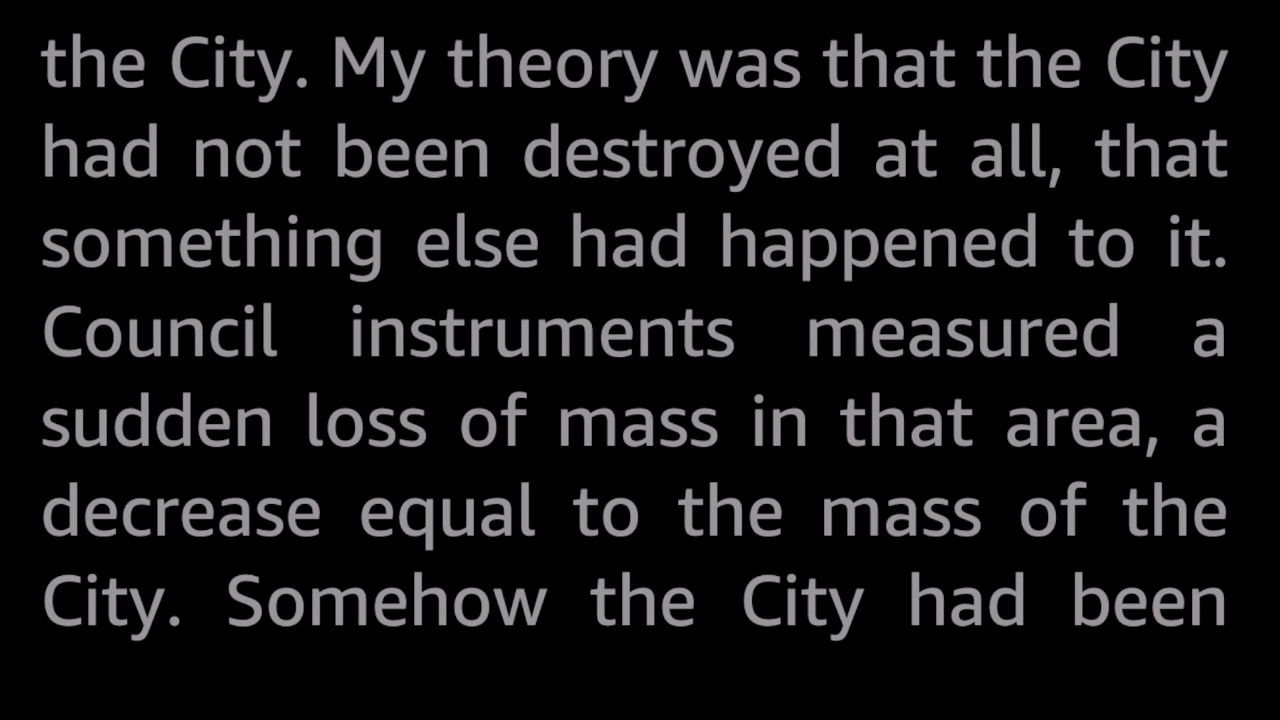 the City. My theory was that the City
had not been destroyed at all, that
something else had happened to it.
Council instruments measured a
sudden loss of mass in that area, a
decrease equal to the mass of the
City. Somehow the City had been